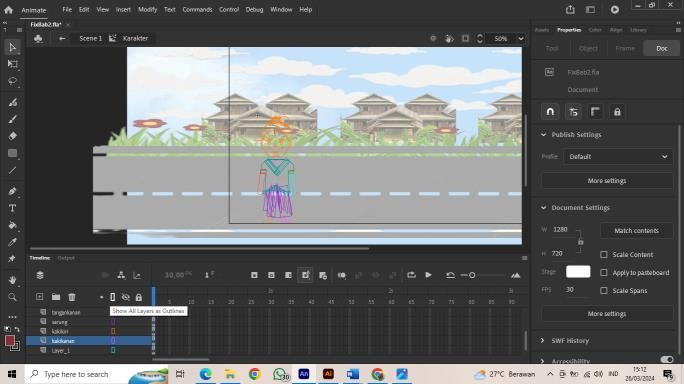 Animate
File Edit View Insert Modify Text Commands Control Debug Window Help
FixBab2.fla*
Scene 1 Karakter
50%
Assets Properties Color Align Library
Tool Object Frame Doc
FixBab2.fla
Document
Publish Settings
Profile Default
More settings
Document Settings
W 1280
Match contents
H 720
Scale Content
Stage
Apply to pasteboard
FPS 30
Scale Spans
More settings
SWF History
Accessibility
Timeline Output
30,00 FPS 1 F
1s 2s 3s
5 10 15 20 25 30 35 40 45 50 55 60 65 70 75 80 85 90
Show All Layers as Outlines
tangankanan
sarung
kakikiri
kakikanan
Layer_1
Type here to search
30
An
Ai
27°C Berawan
IND
15:12
26/03/2024